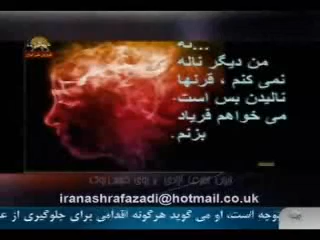 ...نه
من دیگر ناله
نمی کنم ، قرنها
نالیدن بس است
می خواهم فریاد
بزنم
iranashrafazadi@hotmail.co.uk
وجه است، او می گوید هرگونه اقدامی برای جلوگیری از